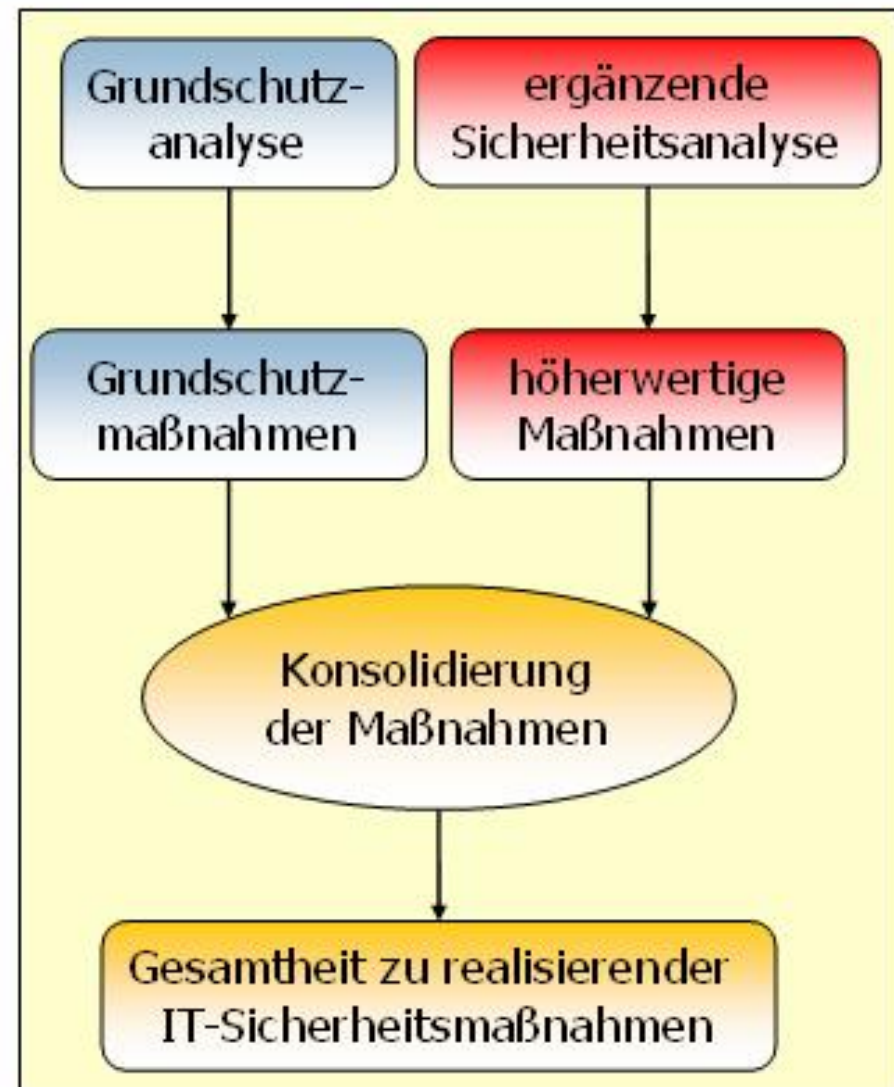 Grundschutz-
analyse
ergänzende
Sicherheitsanalyse
Grundschutz-
maßnahmen
höherwertige
Maßnahmen
Konsolidierung
der Maßnahmen
Gesamtheit zu realisierender
IT-Sicherheitsmaßnahmen